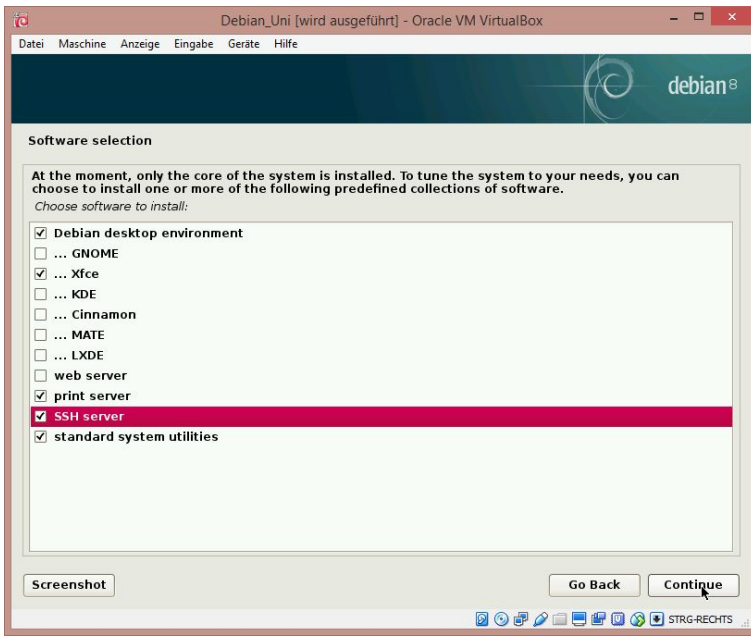 Debian_Uni [wird ausgeführt] - Oracle VM VirtualBox
Datei Maschine Anzeige Eingabe Geräte Hilfe
debian 8
Software selection
At the moment, only the core of the system is installed. To tune the system to your needs, you can
choose to install one or more of the following predefined collections of software.
Choose software to install:
Debian desktop environment
... GNOME
... Xfce
... KDE
... Cinnamon
... MATE
... LXDE
web server
print server
SSH server
standard system utilities
Screenshot Go Back Continue
STRG-RECHTS